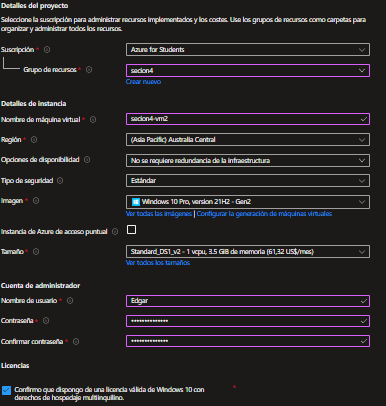 Detalles del proyecto
Seleccione la suscripción para administrar recursos implementados y los costes. Use los grupos de recursos como carpetas para
organizar y administrar todos los recursos.
Suscripción * Azure for Students
Grupo de recursos * secion4
Crear nuevo
Detalles de instancia
Nombre de máquina virtual * secion4-vm2
Región * (Asia Pacific) Australia Central
Opciones de disponibilidad No se requiere redundancia de la infraestructura
Tipo de seguridad Estándar
Imagen * Windows 10 Pro, version 21H2 - Gen2
Ver todas las imágenes | Configurar la generación de máquinas virtuales
Instancia de Azure de acceso puntual
Tamaño * Standard_DS1_v2 - 1 vcpu, 3.5 GiB de memoria (61,32 US$/mes)
Ver todos los tamaños
Cuenta de administrador
Nombre de usuario * Edgar
Contraseña * ••••••••••••••
Confirmar contraseña * ••••••••••••••
Licencias
Confirmo que dispongo de una licencia válida de Windows 10 con *
derechos de hospedaje multiinquilino.